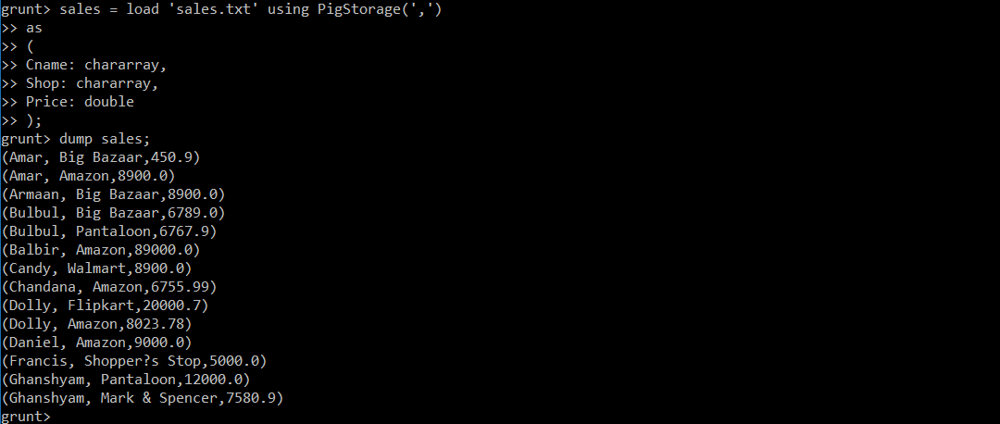 grunt> sales = load 'sales.txt' using PigStorage(',')
>> as
>> (
>> Cname: chararray,
>> Shop: chararray,
>> Price: double
>> );
grunt> dump sales;
(Amar, Big Bazaar,450.9)
(Amar, Amazon,8900.0)
(Armaan, Big Bazaar,8900.0)
(Bulbul, Big Bazaar,6789.0)
(Bulbul, Pantaloon,6767.9)
(Balbir, Amazon,89000.0)
(Candy, Walmart,8900.0)
(Chandana, Amazon,6755.99)
(Dolly, Flipkart,20000.7)
(Dolly, Amazon,8023.78)
(Daniel, Amazon,9000.0)
(Francis, Shopper?s Stop,5000.0)
(Ghanshyam, Pantaloon,12000.0)
(Ghanshyam, Mark & Spencer,7580.9)
grunt>